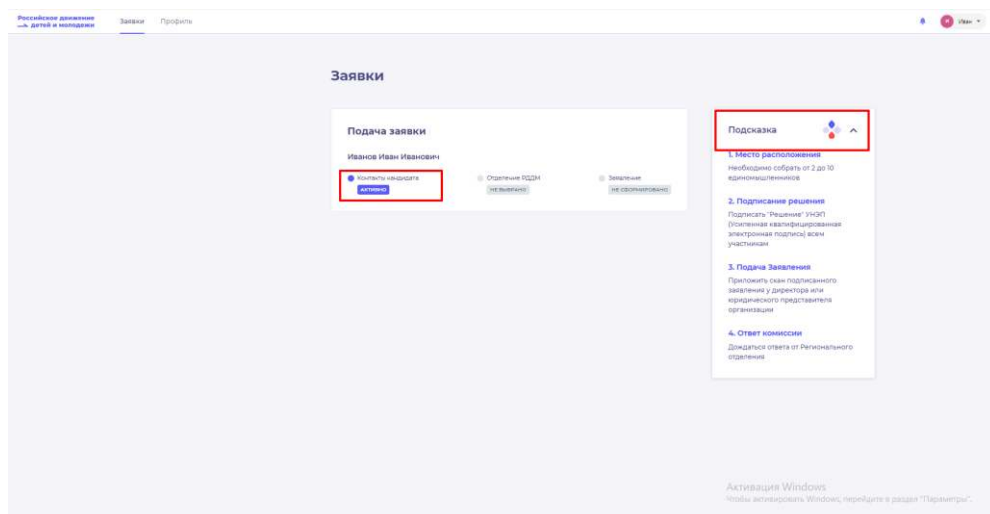 Российское движение
детей и молодежи
Заявки
Профиль
Иван
Заявки
Подача заявки
Иванов Иван Иванович
Контакты кандидата
АКТИВНО
Отделение РДДМ
НЕ ВЫБРАНО
Заявление
НЕ СФОРМИРОВАНО
Подсказка
1. Место расположения
Необходимо собрать от 2 до 10
единомышленников
2. Подписание решения
Подписать "Решение" УНЭП
(Усиленная квалифицированная
электронная подпись) всем
участникам
3. Подача Заявления
Приложить скан подписанного
заявления у директора или
юридического представителя
организации
4. Ответ комиссии
Дождаться ответа от Регионального
отделения
Активация Windows
Чтобы активировать Windows, перейдите в раздел "Параметры".